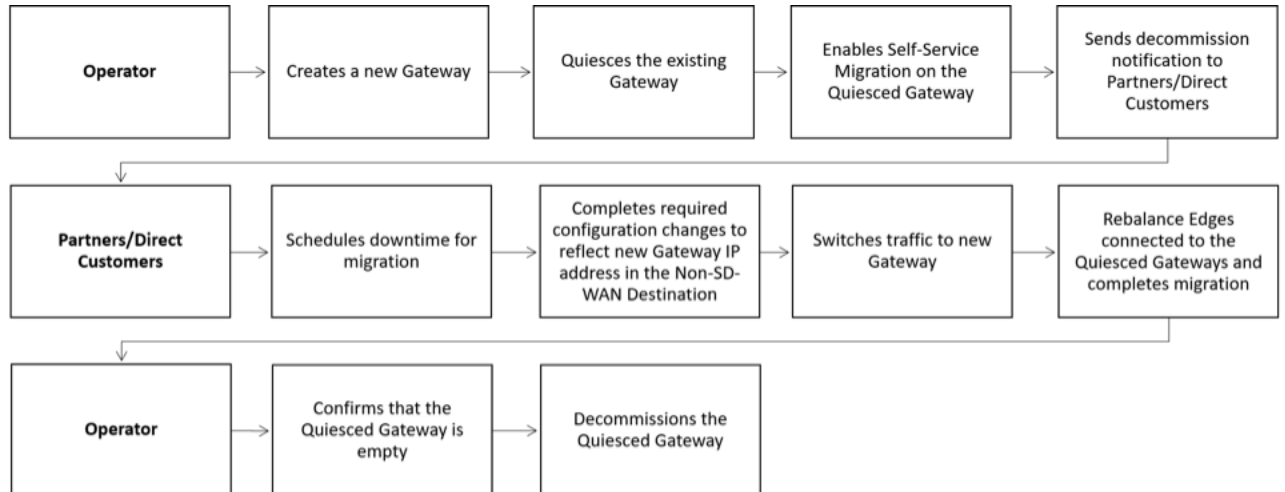 Operator
Creates a new Gateway
Quiesces the existing
Gateway
Enables Self-Service
Migration on the
Quiesced Gateway
Sends decommission
notification to
Partners/Direct
Customers
Partners/Direct
Customers
Schedules downtime for
migration
Completes required
configuration changes to
reflect new Gateway IP
address in the Non-SD-
WAN Destination
Switches traffic to new
Gateway
Rebalance Edges
connected to the
Quiesced Gateways and
completes migration
Operator
Confirms that the
Quiesced Gateway is
empty
Decommissions the
Quiesced Gateway